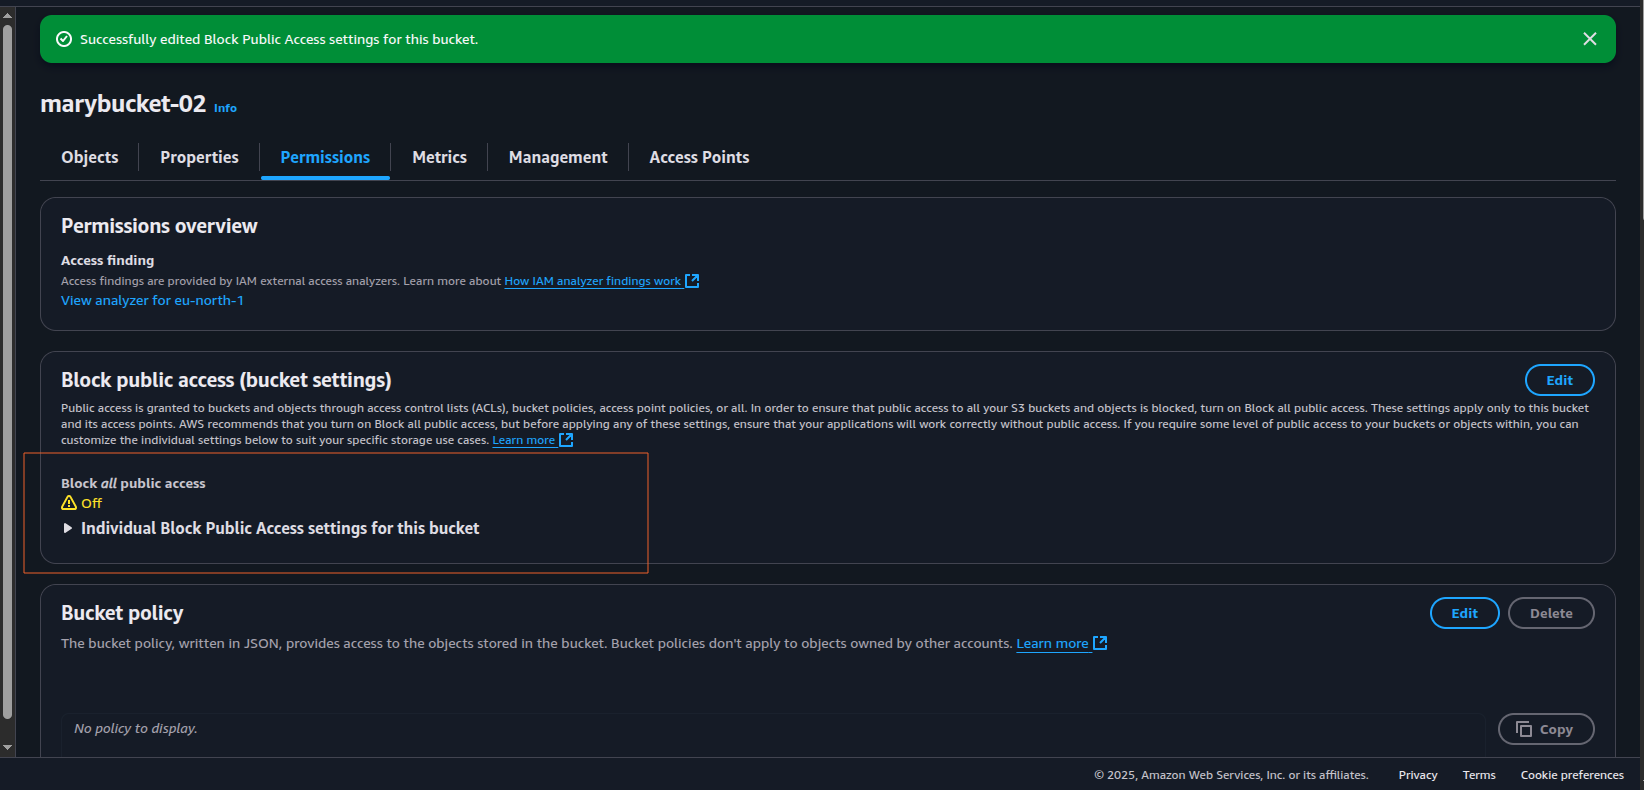 Successfully edited Block Public Access settings for this bucket.
marybucket-02 Info
Objects Properties Permissions Metrics Management Access Points
Permissions overview
Access finding
Access findings are provided by IAM external access analyzers. Learn more about How IAM analyzer findings work
View analyzer for eu-north-1
Block public access (bucket settings) Edit
Public access is granted to buckets and objects through access control lists (ACLs), bucket policies, access point policies, or all. In order to ensure that public access to all your S3 buckets and objects is blocked, turn on Block all public access. These settings apply only to this bucket
and its access points. AWS recommends that you turn on Block all public access, but before applying any of these settings, ensure that your applications will work correctly without public access. If you require some level of public access to your buckets or objects within, you can
customize the individual settings below to suit your specific storage use cases. Learn more
Block all public access
Off
Individual Block Public Access settings for this bucket
Bucket policy Edit Delete
The bucket policy, written in JSON, provides access to the objects stored in the bucket. Bucket policies don't apply to objects owned by other accounts. Learn more
No policy to display. Copy
© 2025, Amazon Web Services, Inc. or its affiliates. Privacy Terms Cookie preferences